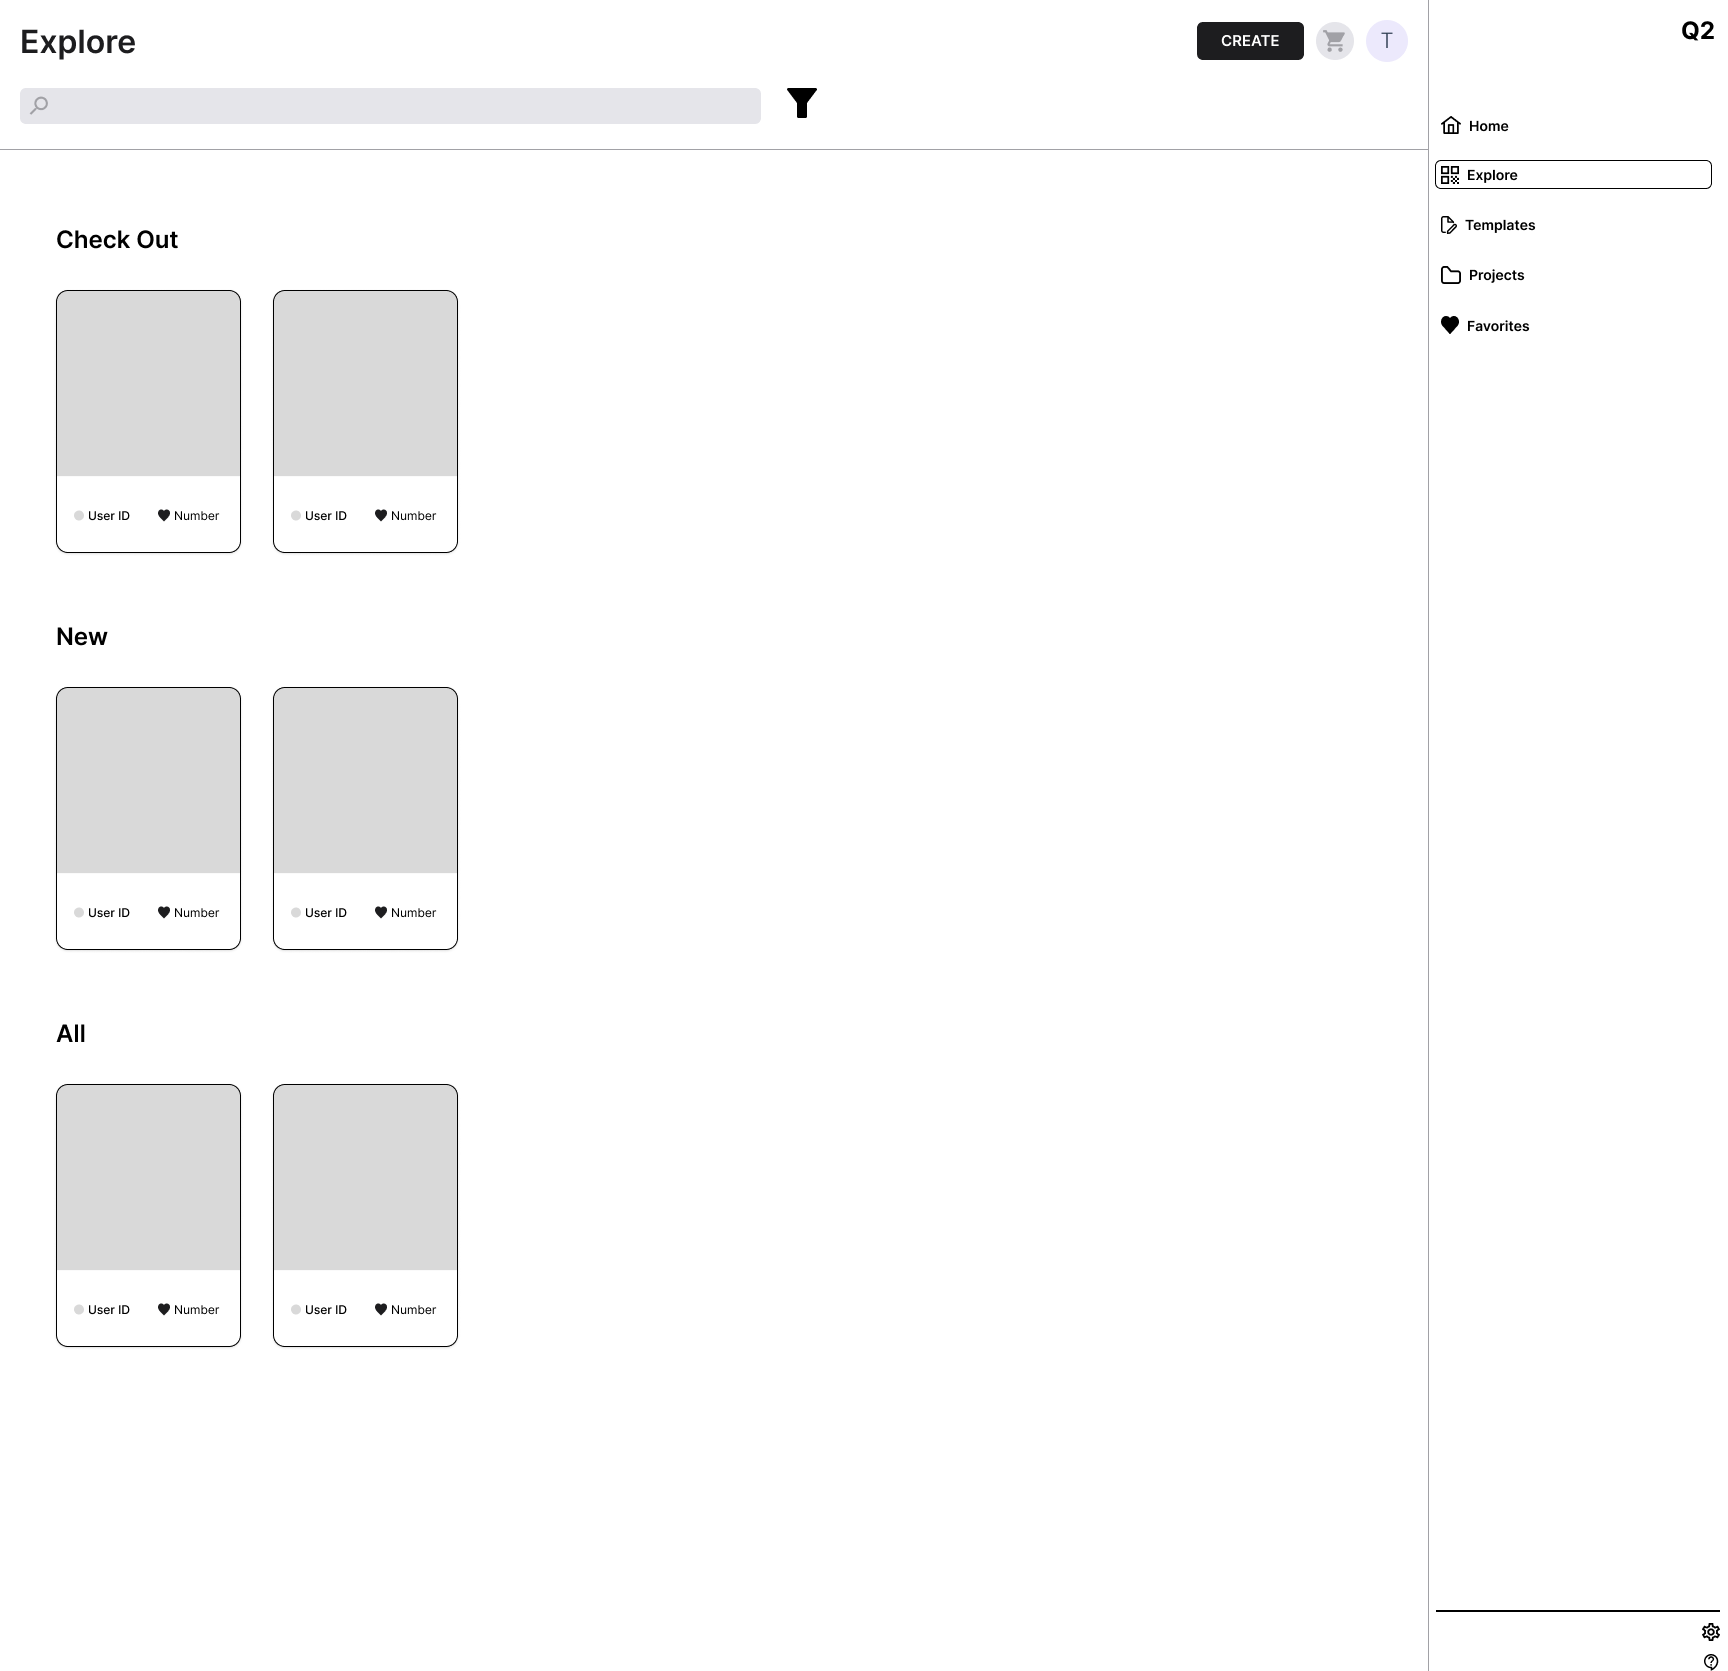 Explore
CREATE
T
Q2
Home
Explore
Templates
Projects
Favorites
Check Out
User ID Number
User ID Number
New
User ID Number
User ID Number
All
User ID Number
User ID Number